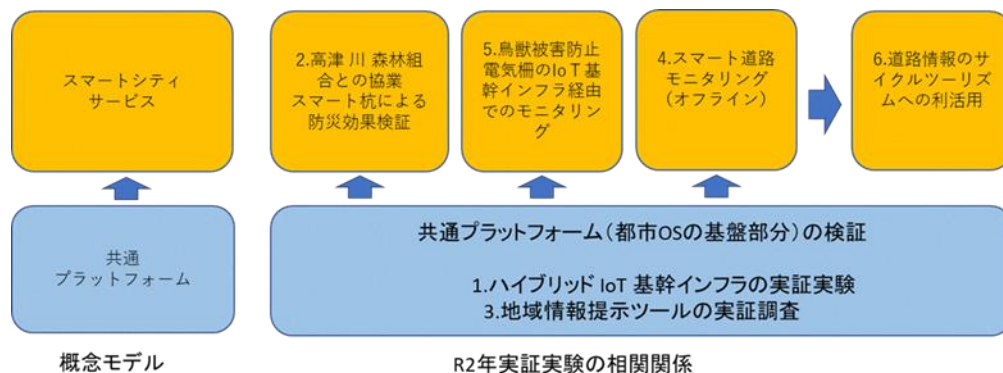 スマートシティ
サービス
2.高津 川 森林組
合との協業
スマート杭による
防災効果検証
5.鳥獣被害防止
電気柵のIoT 基
幹インフラ経由
でのモニタリン
グ
4.スマート道路
モニタリング
(オフライン)
6.道路情報のサ
イクルツーリズ
ムへの利活用
共通
プラットフォーム
共通プラットフォーム(都市OSの基盤部分)の検証
1.ハイブリッド IoT 基幹インフラの実証実験
3.地域情報提示ツールの実証調査
概念モデル
R2年実証実験の相関関係